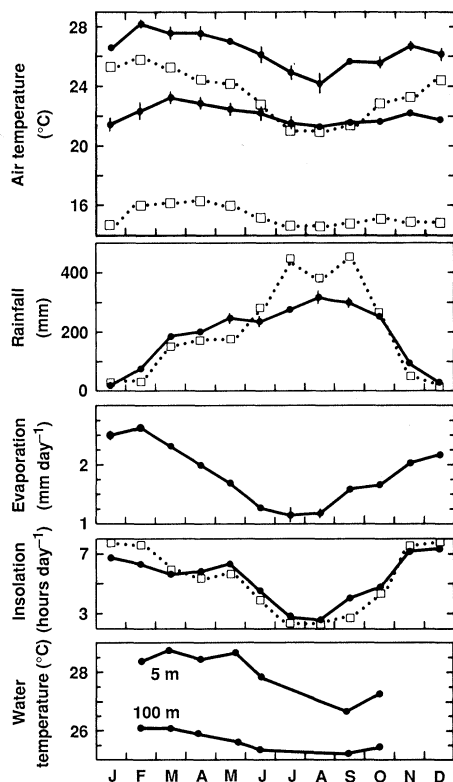 28
24
20
16
Air temperature
(°C)
400
200
0
Rainfall
(mm)
2
1
Evaporation
(mm day⁻¹)
7
3
Insolation
(hours day⁻¹)
28
26
5 m
100 m
Water
temperature (°C)
J F M A M J J A S O N D